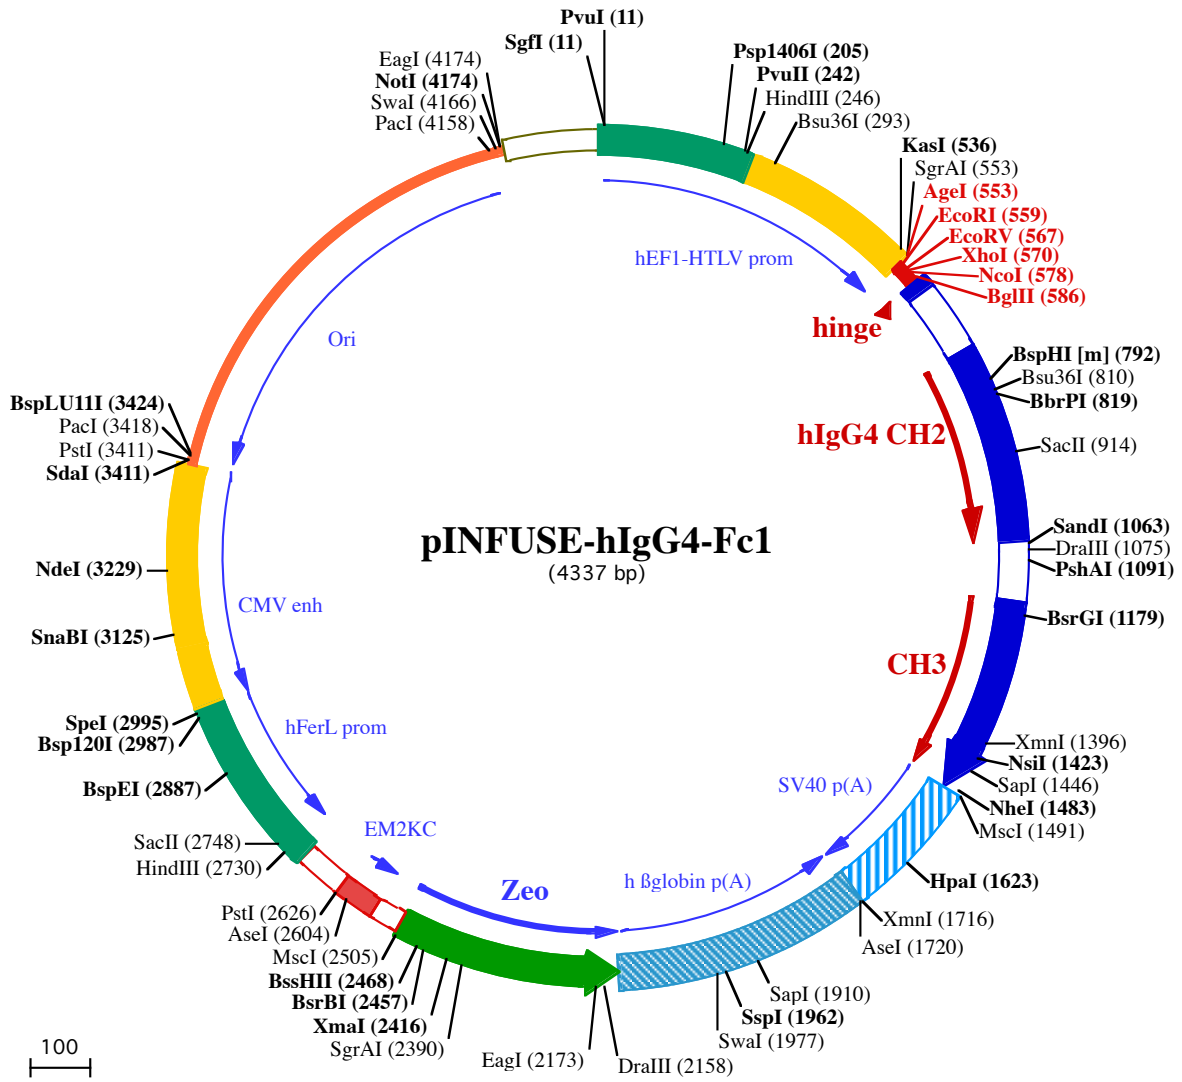 PvuI (11)
SgfI (11)
EagI (4174)
NotI (4174)
SwaI (4166)
PacI (4158)
Psp1406I (205)
PvuII (242)
HindIII (246)
Bsu36I (293)
KasI (536)
SgrAI (553)
AgeI (553)
EcoRI (559)
EcoRV (567)
XhoI (570)
NcoI (578)
BglII (586)
hEF1-HTLV prom
hinge
Ori
BspHI [m] (792)
Bsu36I (810)
BbrPI (819)
SacII (914)
hIgG4 CH2
BspLU11I (3424)
PacI (3418)
PstI (3411)
SdaI (3411)
pINFUSE-hIgG4-Fc1
(4337 bp)
SandI (1063)
DraIII (1075)
PshAI (1091)
BsrGI (1179)
NdeI (3229)
CMV enh
SnaBI (3125)
CH3
SpeI (2995)
Bsp120I (2987)
hFerL prom
BspEI (2887)
XmnI (1396)
NsiI (1423)
SapI (1446)
NheI (1483)
MscI (1491)
SV40 p(A)
EM2KC
SacII (2748)
HindIII (2730)
Zeo
h ßglobin p(A)
HpaI (1623)
XmnI (1716)
AseI (1720)
PstI (2626)
AseI (2604)
MscI (2505)
BssHII (2468)
BsrBI (2457)
XmaI (2416)
SgrAI (2390)
SapI (1910)
SspI (1962)
SwaI (1977)
EagI (2173)
DraIII (2158)
100